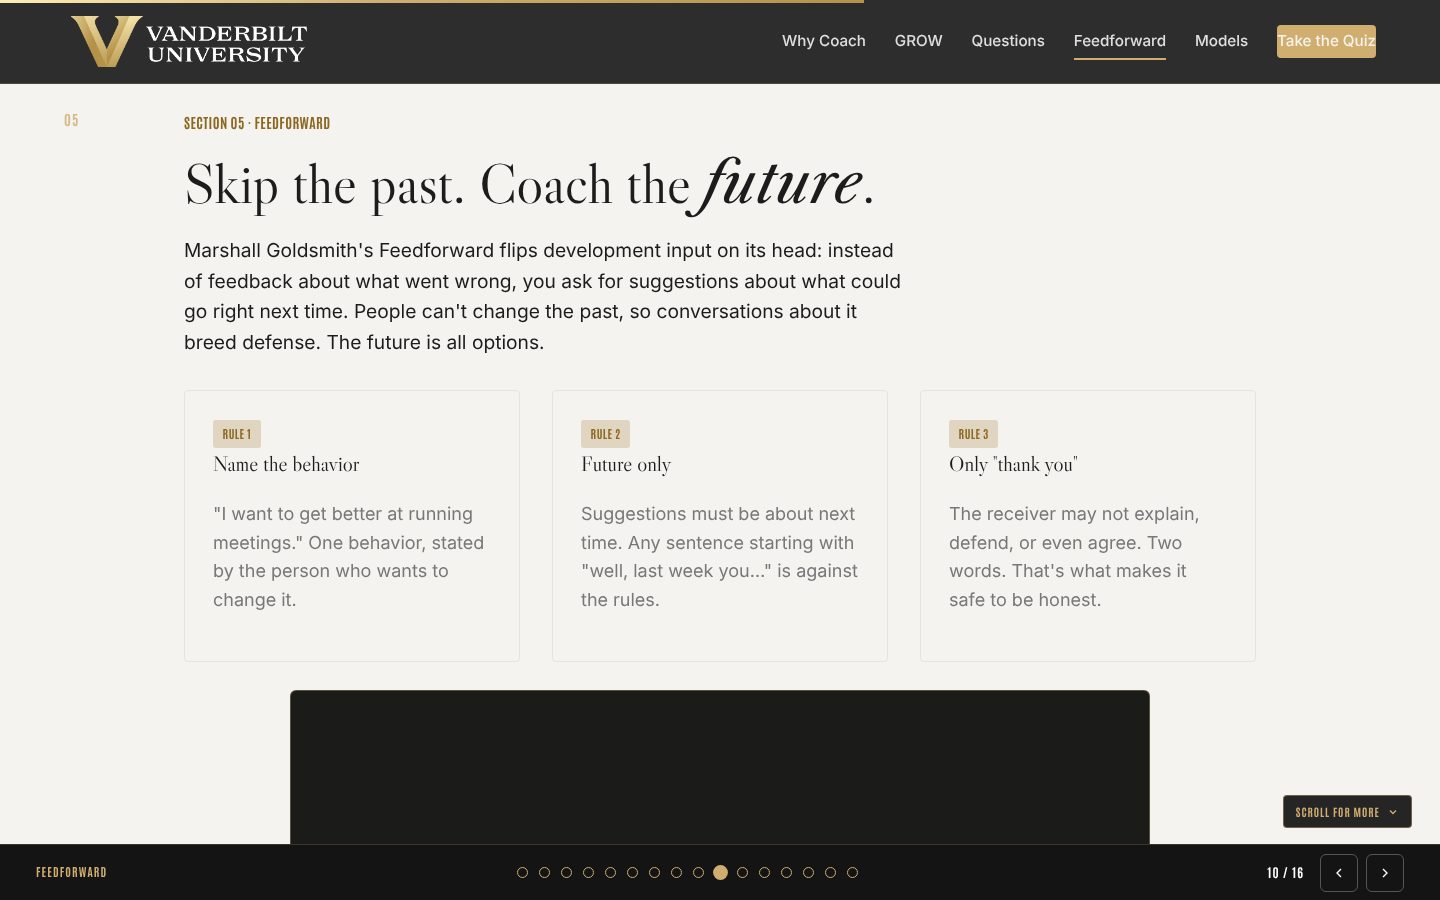 VANDERBILT
UNIVERSITY
Why Coach
GROW
Questions
Feedforward
Models
Take the Quiz
05
SECTION 05 · FEEDFORWARD
Skip the past. Coach the future.
Marshall Goldsmith's Feedforward flips development input on its head: instead
of feedback about what went wrong, you ask for suggestions about what could
go right next time. People can't change the past, so conversations about it
breed defense. The future is all options.
RULE 1
Name the behavior
"I want to get better at running
meetings." One behavior, stated
by the person who wants to
change it.
RULE 2
Future only
Suggestions must be about next
time. Any sentence starting with
"well, last week you..." is against
the rules.
RULE 3
Only "thank you"
The receiver may not explain,
defend, or even agree. Two
words. That's what makes it
safe to be honest.
SCROLL FOR MORE
FEEDFORWARD
10 / 16